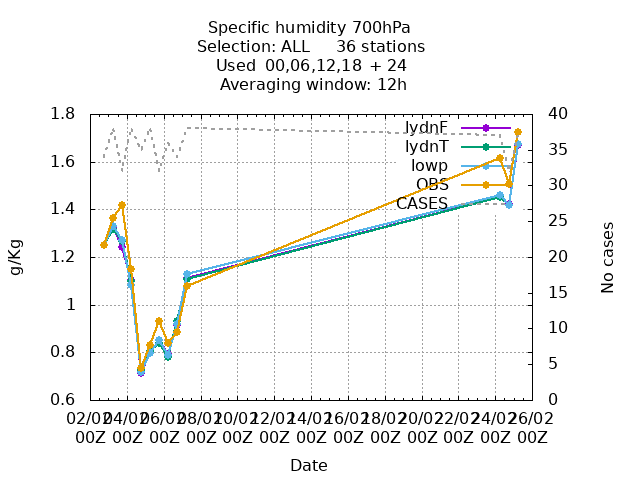 Specific humidity 700hPa
Selection: ALL 36 stations
Used 00,06,12,18 + 24
Averaging window: 12h
1.8
1.6
1.4
1.2
1
0.8
0.6
g/Kg
40
35
30
25
20
15
10
5
0
No cases
lydnF
lydnT
lowp
OBS
CASES
02/02 04/02 06/02 08/02 10/02 12/02 14/02 16/02 18/02 20/02 22/02 24/02 26/02
00Z 00Z 00Z 00Z 00Z 00Z 00Z 00Z 00Z 00Z 00Z 00Z 00Z
Date